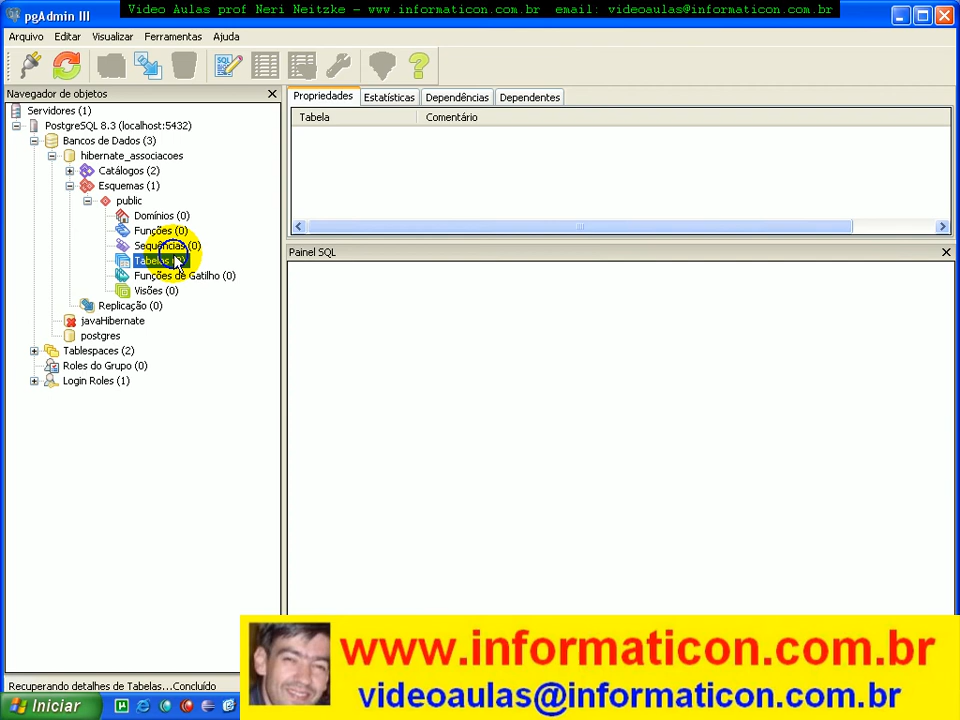 Video Aulas prof Neri Neitzke – www.informaticon.com.br email: videoaulas@informaticon.com.br
pgAdmin III
Arquivo Editar Visualizar Ferramentas Ajuda
SQL
Navegador de objetos
Servidores (1)
PostgreSQL 8.3 (localhost:5432)
Bancos de Dados (3)
hibernate_associacoes
Catálogos (2)
Esquemas (1)
public
Domínios (0)
Funções (0)
Sequências (0)
Tabelas
Funções de Gatilho (0)
Visões (0)
Replicação (0)
javaHibernate
postgres
Tablespaces (2)
Roles do Grupo (0)
Login Roles (1)
Propriedades Estatísticas Dependências Dependentes
Tabela Comentário
Painel SQL
Recuperando detalhes de Tabelas...Concluído
Iniciar
www.informaticon.com.br
videoaulas@informaticon.com.br